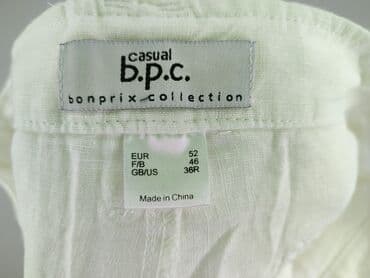 casual
b.p.c.
bonprix collection
EUR 52
F/B 46
GB/US 36R
Made in China